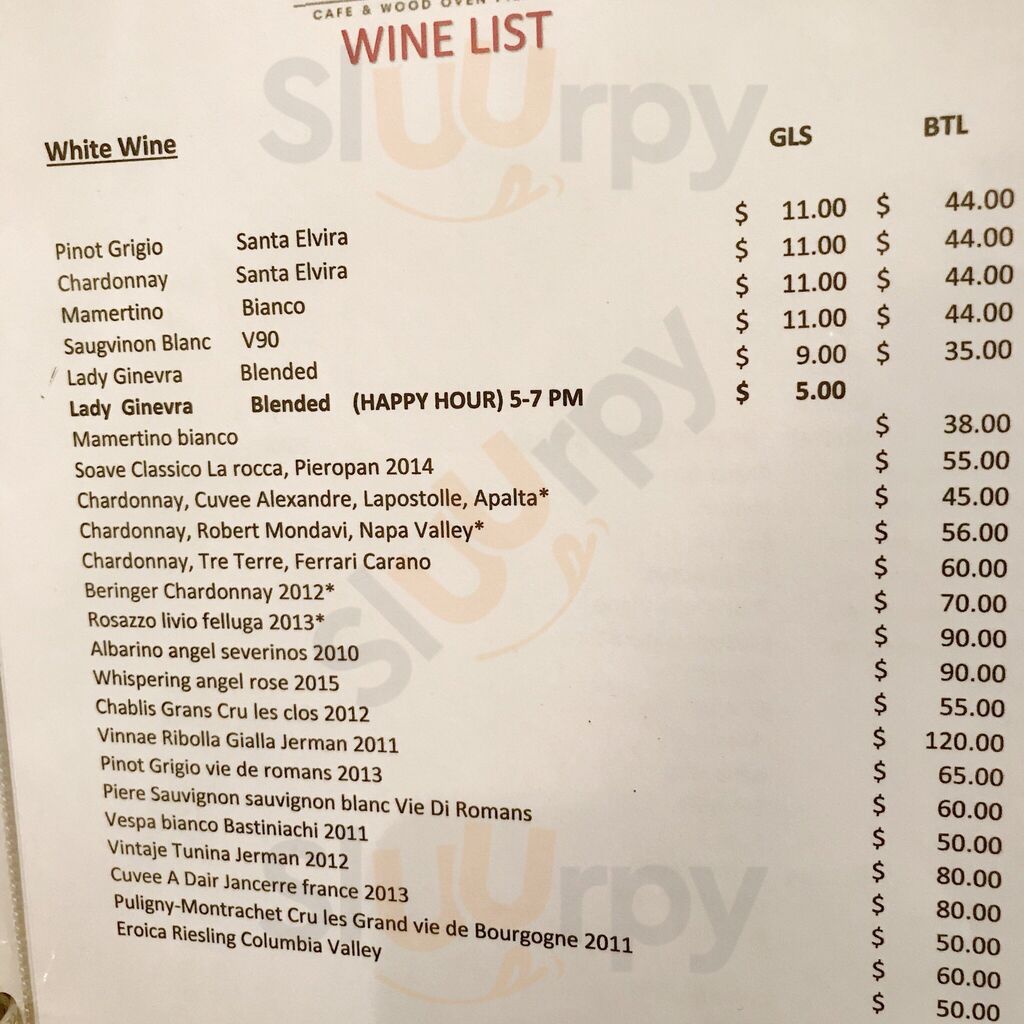 CAFE & WOOD OVEN
WINE LIST
White Wine GLS BTL
Pinot Grigio Santa Elvira $ 11.00 $ 44.00
Chardonnay Santa Elvira $ 11.00 $ 44.00
Mamertino Bianco $ 11.00 $ 44.00
Saugvinon Blanc V90 $ 11.00 $ 44.00
Lady Ginevra Blended $ 9.00 $ 35.00
Lady Ginevra Blended (HAPPY HOUR) 5-7 PM $ 5.00
Mamertino bianco $ 38.00
Soave Classico La rocca, Pieropan 2014 $ 55.00
Chardonnay, Cuvee Alexandre, Lapostolle, Apalta* $ 45.00
Chardonnay, Robert Mondavi, Napa Valley* $ 56.00
Chardonnay, Tre Terre, Ferrari Carano $ 60.00
Beringer Chardonnay 2012* $ 70.00
Rosazzo livio felluga 2013* $ 90.00
Albarino angel severinos 2010 $ 90.00
Whispering angel rose 2015 $ 55.00
Chablis Grans Cru les clos 2012 $ 120.00
Vinnae Ribolla Gialla Jerman 2011 $ 65.00
Pinot Grigio vie de romans 2013 $ 60.00
Piere Sauvignon sauvignon blanc Vie Di Romans $ 50.00
Vespa bianco Bastiniachi 2011 $ 80.00
Vintaje Tunina Jerman 2012 $ 80.00
Cuvee A Dair Jancerre france 2013 $ 50.00
Puligny-Montrachet Cru les Grand vie de Bourgogne 2011 $ 60.00
Eroica Riesling Columbia Valley $ 50.00
Sluurpy
Sluurpy
Sluurpy